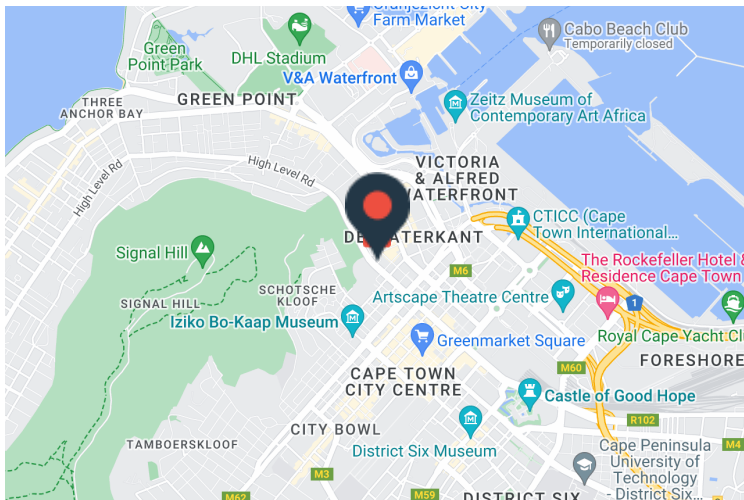 Oranjezicht City
Farm Market
Cabo Beach Club
Temporarily closed
Green
Point Park
DHL Stadium
V&A Waterfront
THREE
ANCHOR BAY
GREEN POINT
Zeitz Museum of
Contemporary Art Africa
High Level Rd
High Level Rd
VICTORIA
& ALFRED
WATERFRONT
CTICC (Cape
Town International...
DE WATERKANT
Signal Hill
M6
The Rockefeller Hotel &
Residence Cape Town
SCHOTSCHE
KLOOF
Artscape Theatre Centre
SIGNAL HILL
1
Iziko Bo-Kaap Museum
Greenmarket Square
Royal Cape Yacht Clu
FORESHORE
M60
CAPE TOWN
CITY CENTRE
Castle of Good Hope
R102
CITY BOWL
TAMBOERSKLOOF
District Six Museum
M4
Cape Peninsula
University of
Technology
- District Six...
M3
M62
M59
DISTRICT SIX